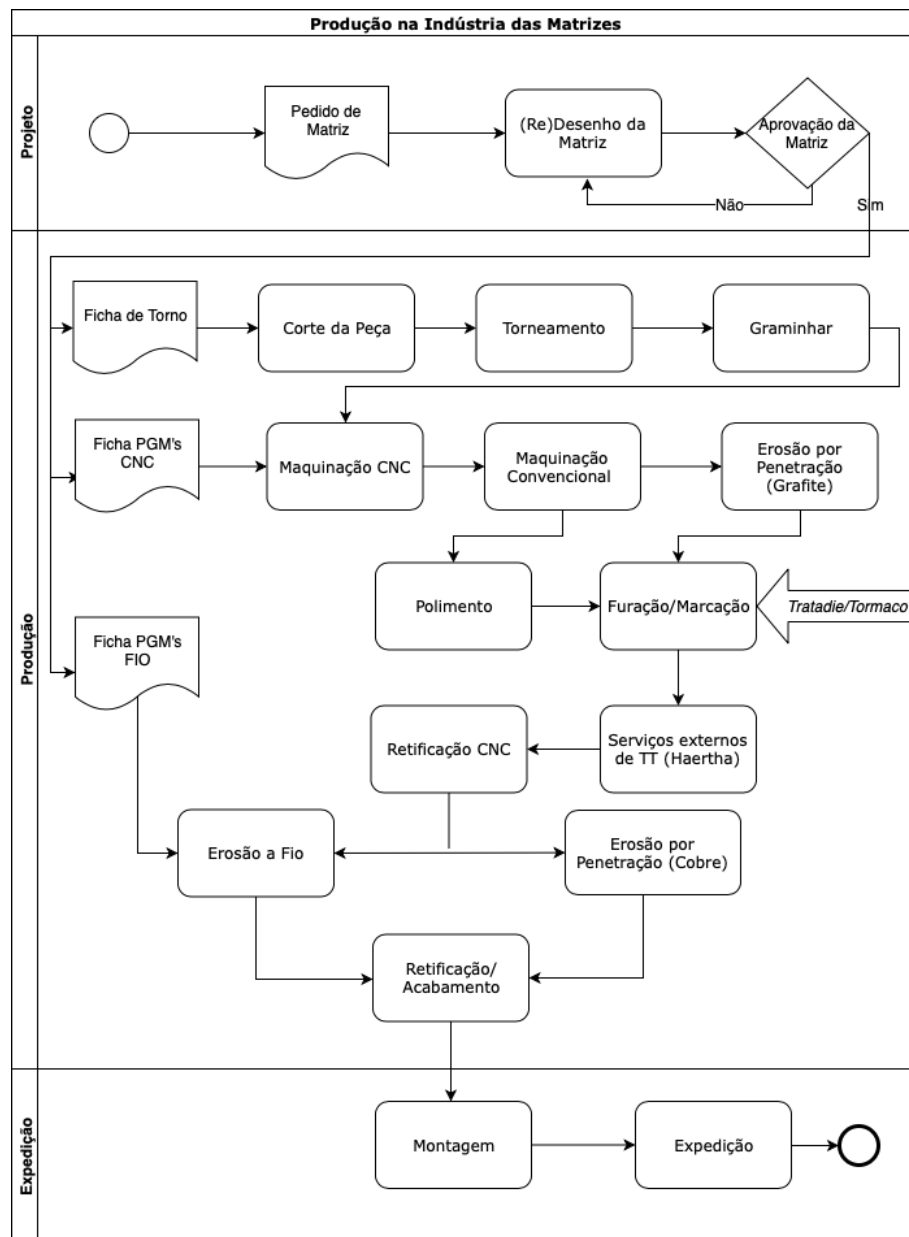 Produção na Indústria das Matrizes
Projeto
Pedido de
Matriz
(Re)Desenho da
Matriz
Aprovação da
Matriz
Não
Sim
Produção
Ficha de Torno
Corte da Peça
Torneamento
Graminhar
Ficha PGM's
CNC
Maquinação CNC
Maquinação
Convencional
Erosão por
Penetração
(Grafite)
Polimento
Furação/Marcação
Tratadie/Tormaco
Ficha PGM's
FIO
Retificação CNC
Serviços externos
de TT (Haertha)
Erosão a Fio
Erosão por
Penetração (Cobre)
Retificação/
Acabamento
Expedição
Montagem
Expedição